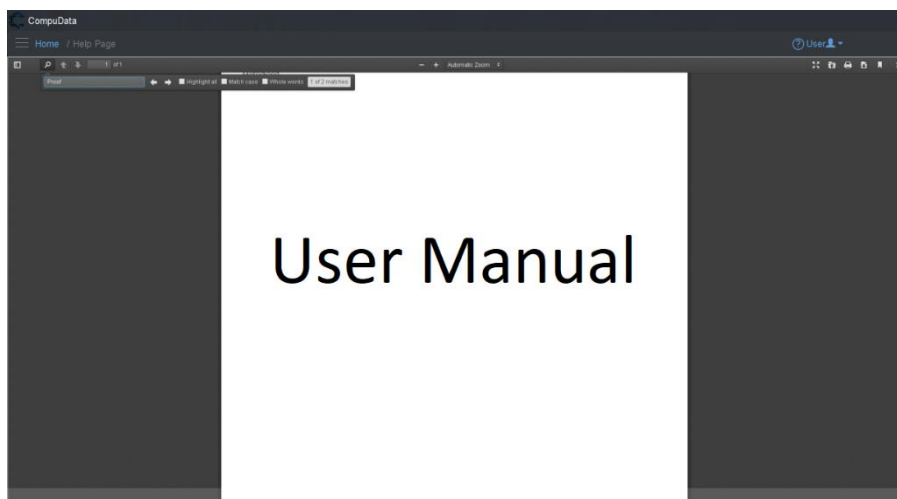 CompuData
Home / Help Page
User
1 of 1
Automatic Zoom
Proof
Highlight all Match case Whole words 1 of 2 matches
User Manual